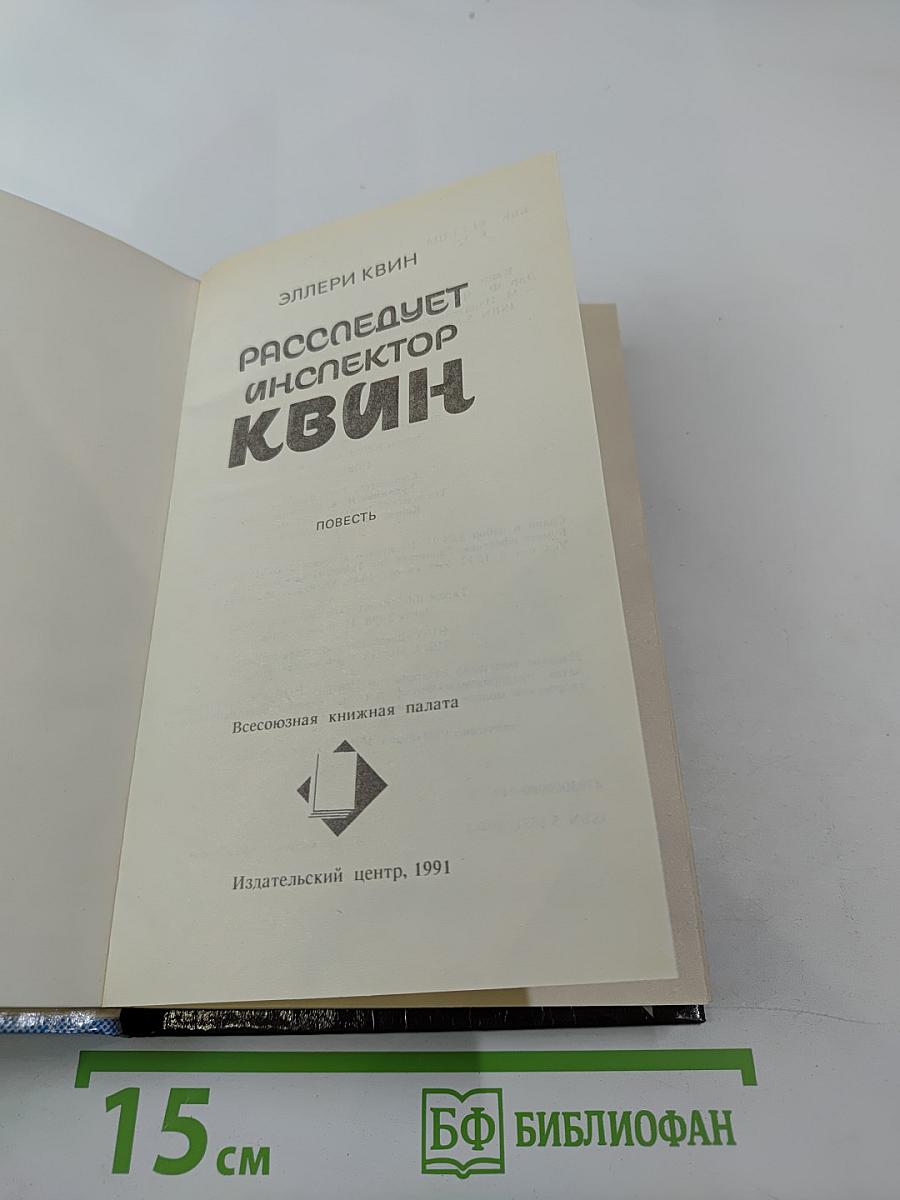 ЭЛЛЕРИ КВИН
РАССЛЕДУЕТ
ИНСПЕКТОР
КВИН
ПОВЕСТЬ
Всесоюзная книжная палата
Издательский центр, 1991
15 см
БФ БИБЛИОФАН